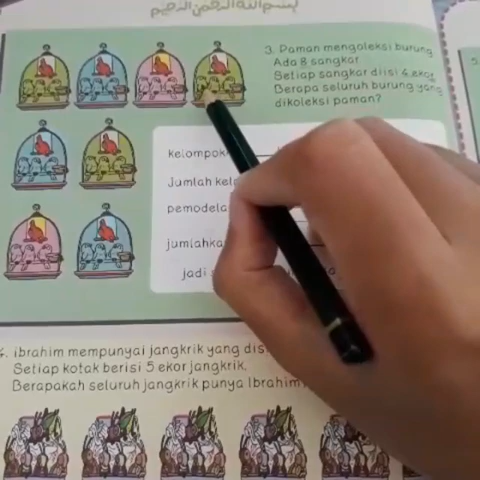 بسم الله الرحمن الرحيم
3. Paman mengoleksi burung
Ada 8 sangkar
Setiap sangkar diisi 4 ekor
Berapa seluruh burung yang
dikoleksi paman?
kelompok
Jumlah
pemodela
jumlahka
jadi
4. ibrahim mempunyai jangkrik yang
Setiap kotak berisi 5 ekor jangkrik.
Berapakah seluruh jangkrik punya Ibrahim